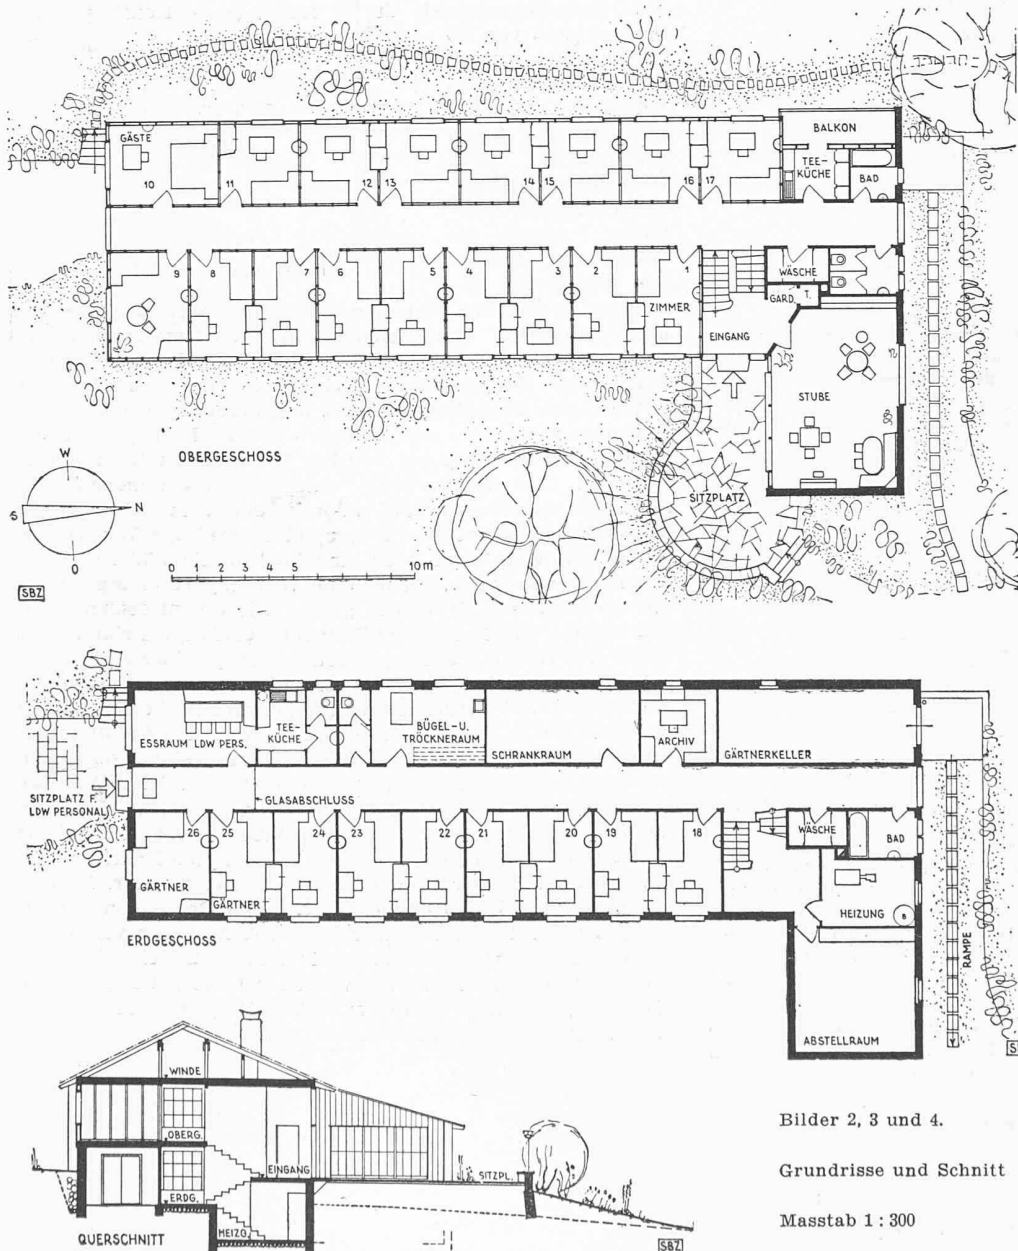 GÄSTE
BALKON
TEE-
KÜCHE
BAD
10
11
12
13
14
15
16
17
9
8
7
6
5
4
3
2
1
ZIMMER
WÄSCHE
GARD.
T.
EINGANG
STUBE
SITZPLATZ
OBERGESCHOSS
W
S
N
O
0 1 2 3 4 5 10 m
SBZ
ESSRAUM LDW PERS.
TEE-
KÜCHE
BÜGEL-U.
TRÖCKNERAUM
SCHRANKRAUM
ARCHIV
GÄRTNERKELLER
SITZPLATZ F.
LDW PERSONAL
GLASABSCHLUSS
26
25
24
23
22
21
20
19
18
GÄRTNER
GÄRTNER
WÄSCHE
BAD
HEIZUNG
B
RAMPE
ERDGESCHOSS
ABSTELLRAUM
WINDE
OBERG.
EINGANG
SITZPL.
ERDG.
HEIZG.
QUERSCHNITT
SBZ
Bilder 2, 3 und 4.
Grundrisse und Schnitt
Masstab 1 : 300